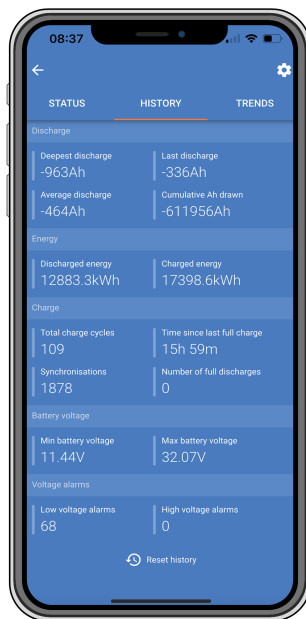 08:37
STATUS HISTORY TRENDS
Discharge
Deepest discharge Last discharge
-963Ah -336Ah
Average discharge Cumulative Ah drawn
-464Ah -611956Ah
Energy
Discharged energy Charged energy
12883.3kWh 17398.6kWh
Charge
Total charge cycles Time since last full charge
109 15h 59m
Synchronisations Number of full discharges
1878 0
Battery voltage
Min battery voltage Max battery voltage
11.44V 32.07V
Voltage alarms
Low voltage alarms High voltage alarms
68 0
Reset history